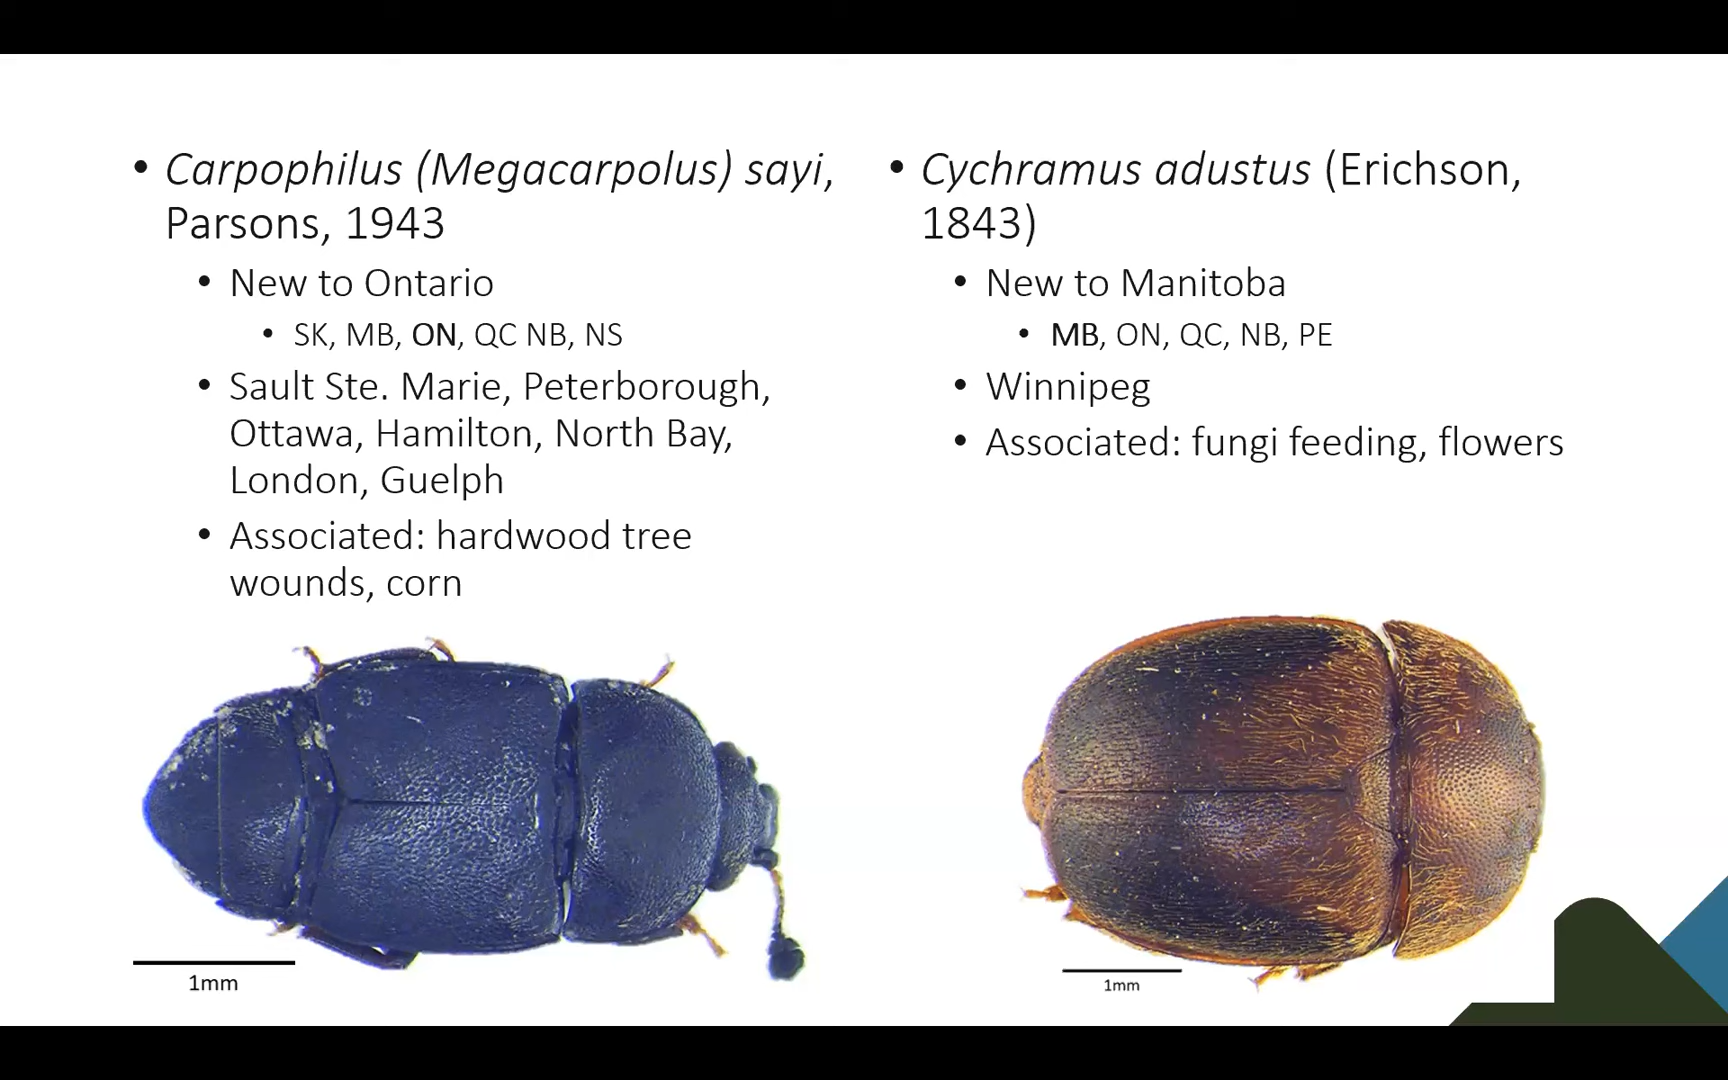 • Carpophilus (Megacarpolus) sayi,
Parsons, 1943
• New to Ontario
• SK, MB, ON, QC NB, NS
• Sault Ste. Marie, Peterborough,
Ottawa, Hamilton, North Bay,
London, Guelph
• Associated: hardwood tree
wounds, corn
1mm
• Cychramus adustus (Erichson,
1843)
• New to Manitoba
• MB, ON, QC, NB, PE
• Winnipeg
• Associated: fungi feeding, flowers
1mm